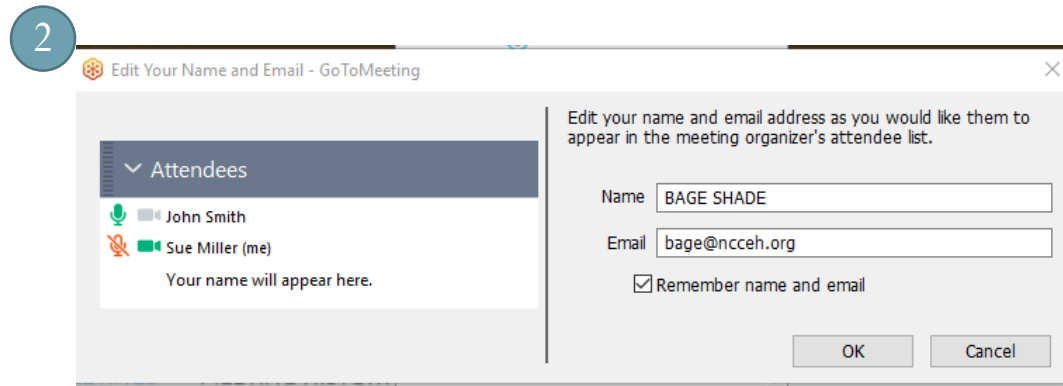 2
Edit Your Name and Email - GoToMeeting
Attendees
John Smith
Sue Miller (me)
Your name will appear here.
Edit your name and email address as you would like them to
appear in the meeting organizer's attendee list.
Name BAGE SHADE
Email bage@ncceh.org
Remember name and email
OK Cancel